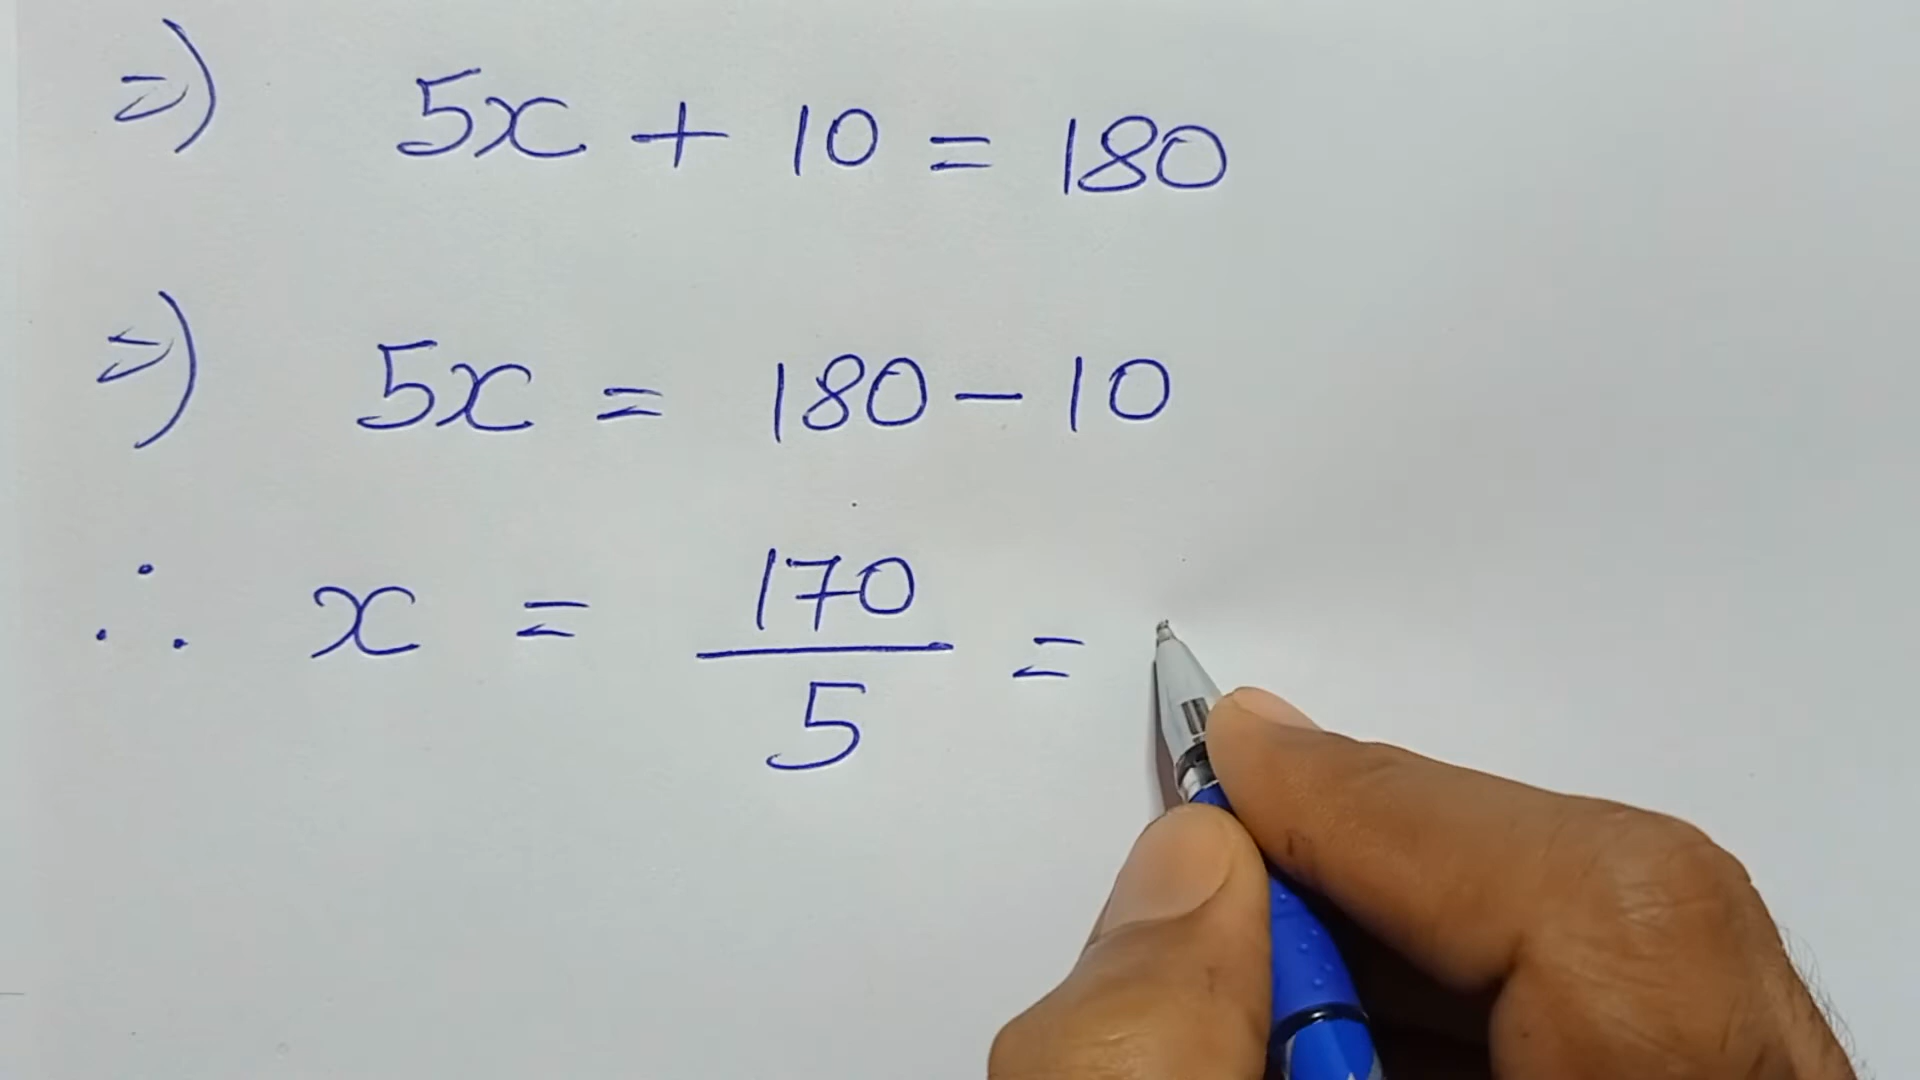 ⇒) 5x + 10 = 180
⇒) 5x = 180 - 10
∴ x = 170/5 =